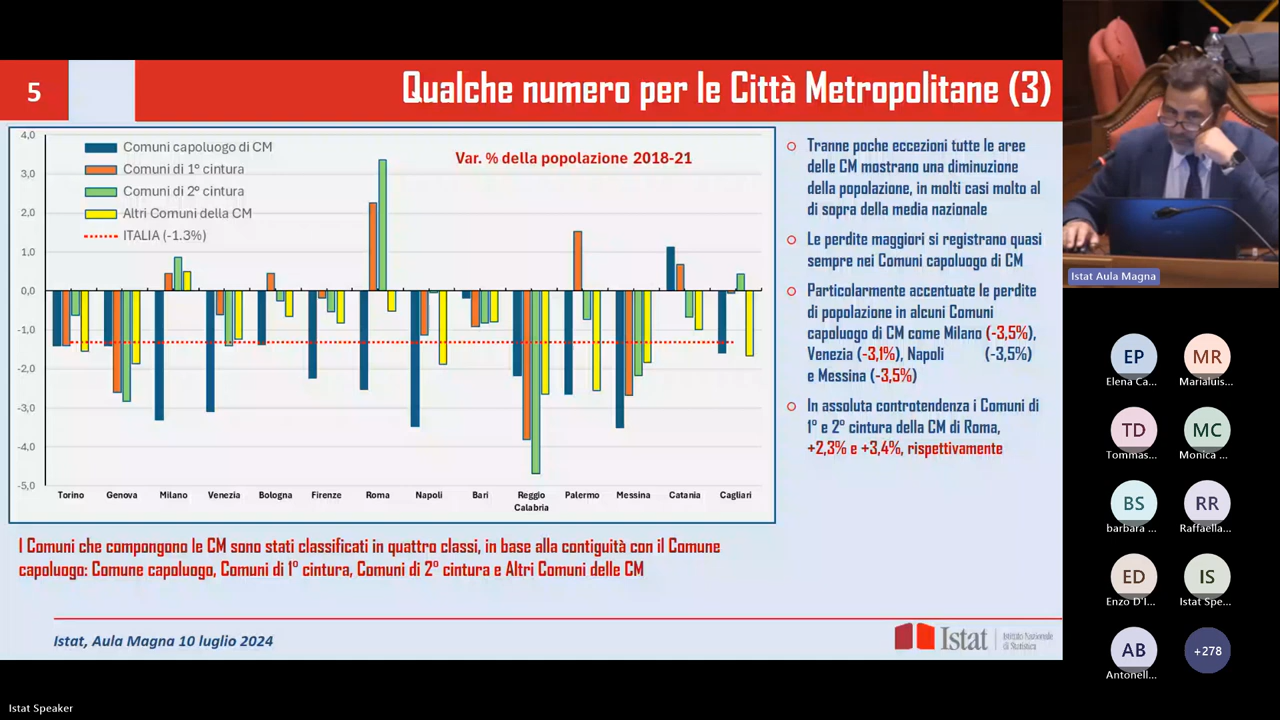 5
Qualche numero per le Città Metropolitane (3)
Var. % della popolazione 2018-21
Comuni capoluogo di CM
Comuni di 1° cintura
Comuni di 2° cintura
Altri Comuni della CM
ITALIA (-1.3%)
4,0
3,0
2,0
1,0
0,0
-1,0
-2,0
-3,0
-4,0
-5,0
Torino Genova Milano Venezia Bologna Firenze Roma Napoli Bari Reggio Calabria Palermo Messina Catania Cagliari
Tranne poche eccezioni tutte le aree
delle CM mostrano una diminuzione
della popolazione, in molti casi molto al
di sopra della media nazionale
Le perdite maggiori si registrano quasi
sempre nei Comuni capoluogo di CM
Particolarmente accentuate le perdite
di popolazione in alcuni Comuni
capoluogo di CM come Milano (-3,5%),
Venezia (-3,1%), Napoli (-3,5%)
e Messina (-3,5%)
In assoluta controtendenza i Comuni di
1° e 2° cintura della CM di Roma,
+2,3% e +3,4%, rispettivamente
I Comuni che compongono le CM sono stati classificati in quattro classi, in base alla contiguità con il Comune
capoluogo: Comune capoluogo, Comuni di 1° cintura, Comuni di 2° cintura e Altri Comuni delle CM
Istat, Aula Magna 10 luglio 2024
Istat
Istituto Nazionale
di Statistica
Istat Aula Magna
EP
Elena Ca...
MR
Marialuis...
TD
Tommas...
MC
Monica ...
BS
barbara ...
RR
Raffaella...
ED
Enzo D'I...
IS
Istat Spe...
AB
Antonell...
+278
Istat Speaker